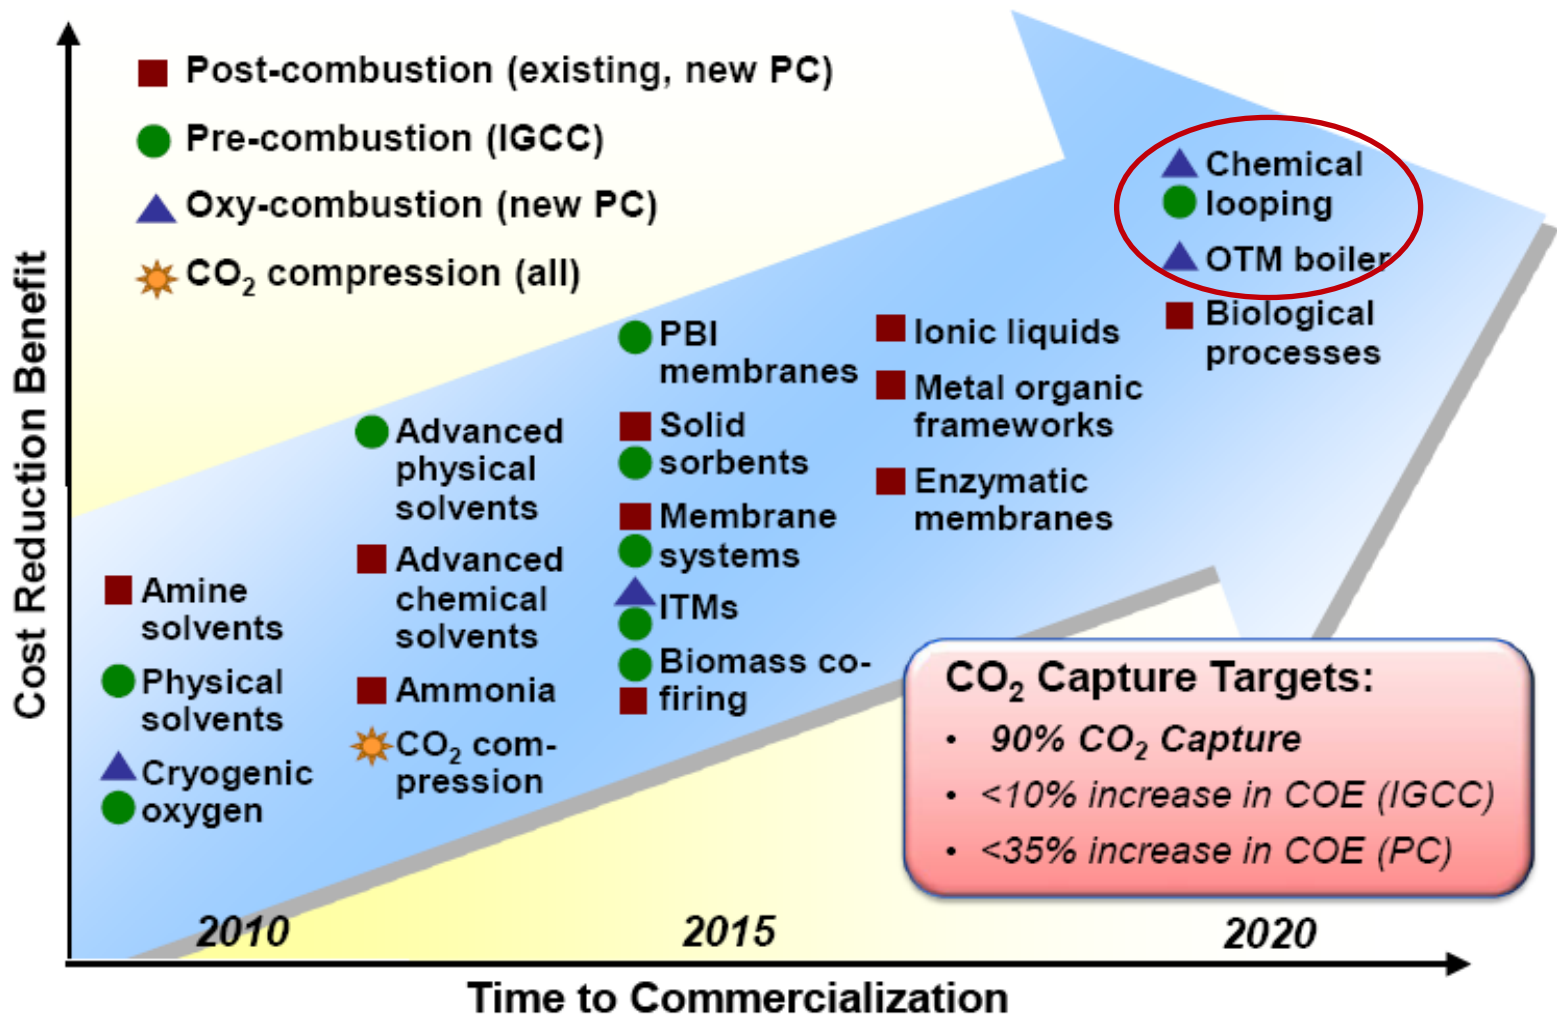 Post-combustion (existing, new PC)
Pre-combustion (IGCC)
Oxy-combustion (new PC)
CO₂ compression (all)
Cost Reduction Benefit
Amine
solvents
Physical
solvents
Cryogenic
oxygen
Advanced
physical
solvents
Advanced
chemical
solvents
Ammonia
CO₂ com-
pression
PBI
membranes
Solid
sorbents
Membrane
systems
ITMs
Biomass co-
firing
Ionic liquids
Metal organic
frameworks
Enzymatic
membranes
Chemical
looping
OTM boiler
Biological
processes
CO₂ Capture Targets:
• 90% CO₂ Capture
• <10% increase in COE (IGCC)
• <35% increase in COE (PC)
2010
2015
2020
Time to Commercialization